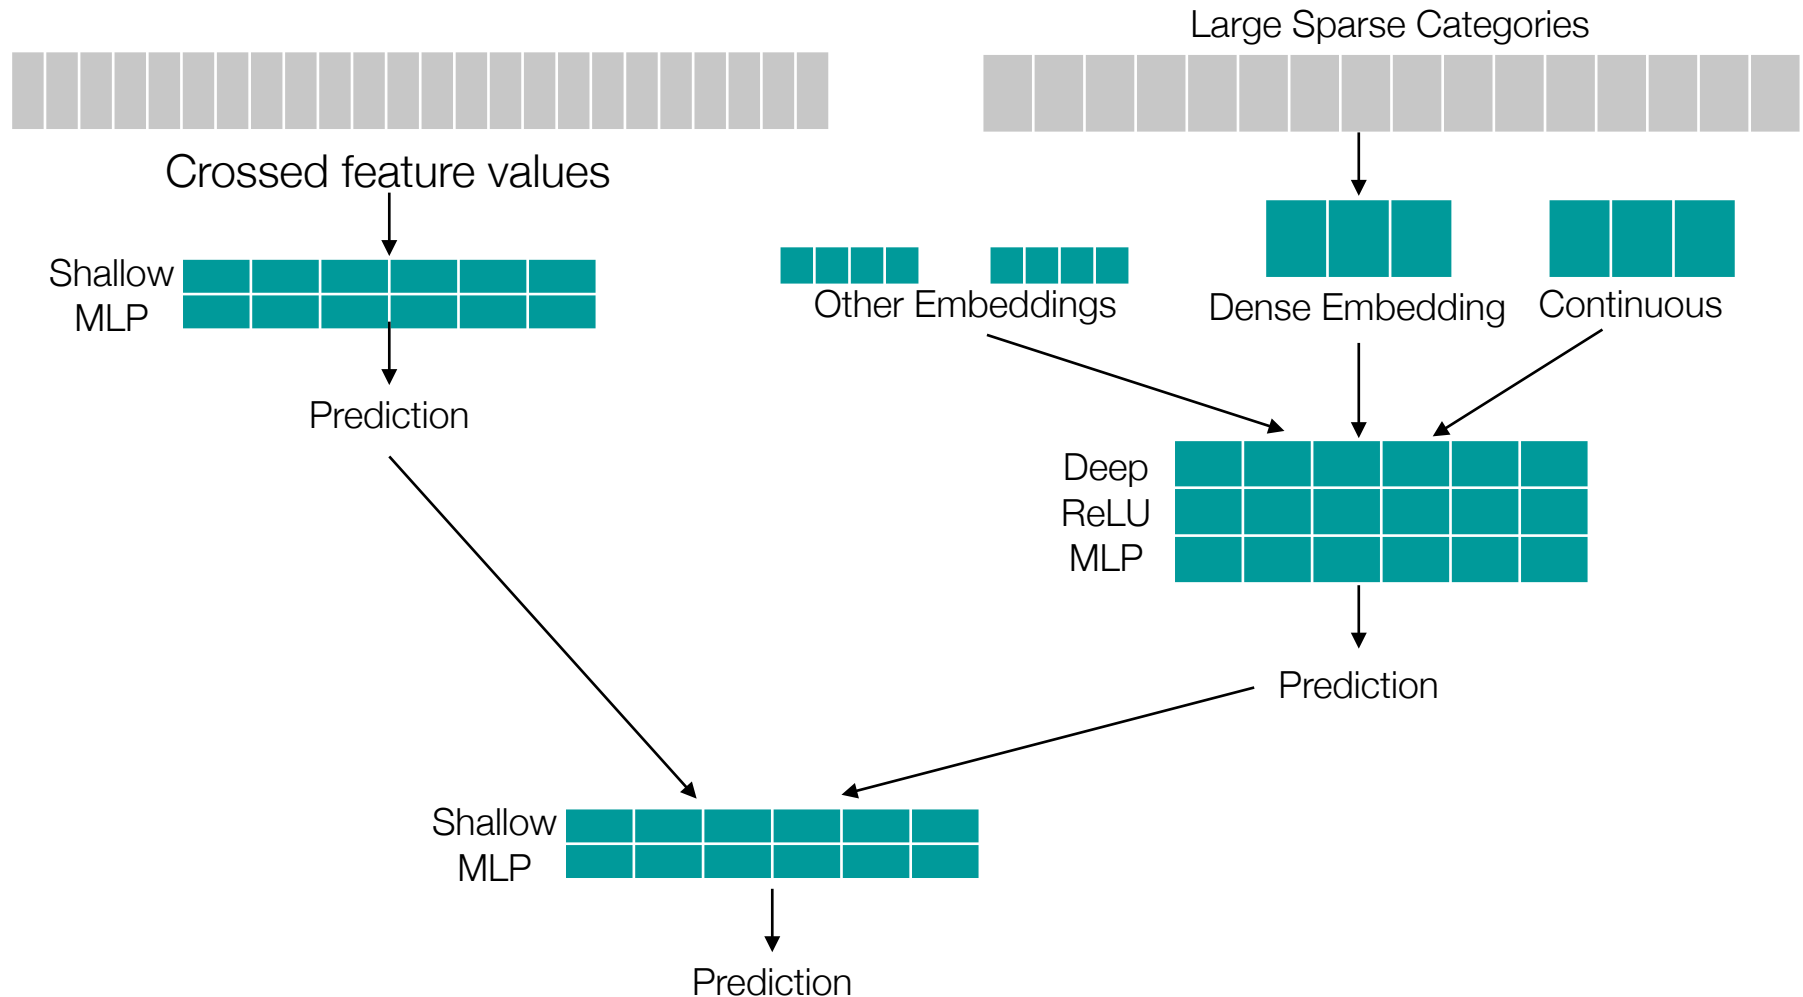 Large Sparse Categories
Crossed feature values
Shallow
MLP
Prediction
Other Embeddings
Dense Embedding
Continuous
Deep
ReLU
MLP
Prediction
Shallow
MLP
Prediction